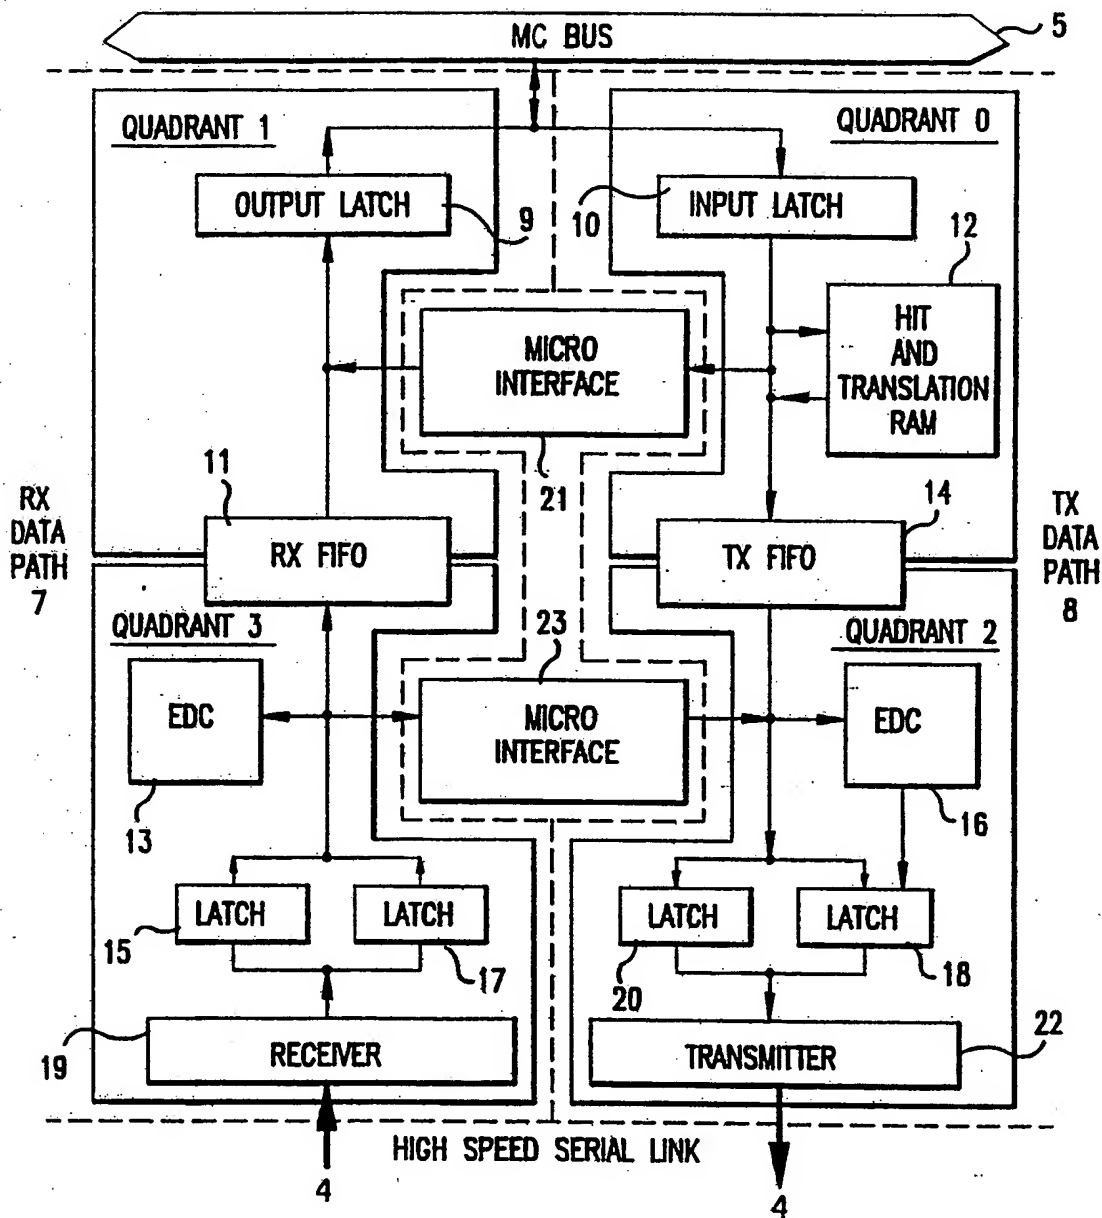 MC BUS
5
QUADRANT 1
QUADRANT 0
OUTPUT LATCH
9
10
INPUT LATCH
12
HIT
AND
TRANSLATION
RAM
MICRO
INTERFACE
21
11
RX FIFO
14
TX FIFO
RX
DATA
PATH
7
TX
DATA
PATH
8
QUADRANT 3
QUADRANT 2
EDC
13
23
MICRO
INTERFACE
EDC
16
LATCH
15
LATCH
17
LATCH
20
LATCH
18
RECEIVER
19
TRANSMITTER
22
HIGH SPEED SERIAL LINK
4
4